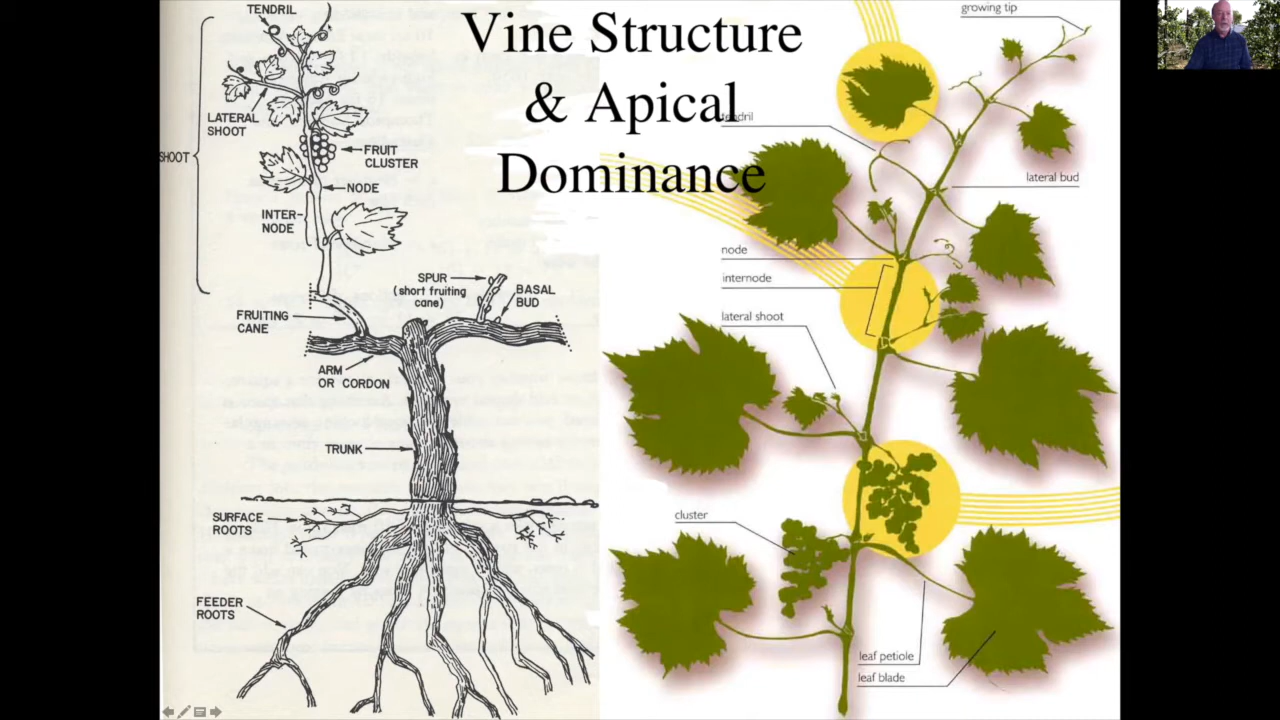 Vine Structure
& Apical
Dominance
TENDRIL
LATERAL
SHOOT
SHOOT
FRUIT
CLUSTER
NODE
INTER-
NODE
SPUR
(short fruiting
cane)
BASAL
BUD
FRUITING
CANE
ARM
OR CORDON
TRUNK
SURFACE
ROOTS
FEEDER
ROOTS
growing tip
tendril
lateral bud
node
internode
lateral shoot
cluster
leaf petiole
leaf blade